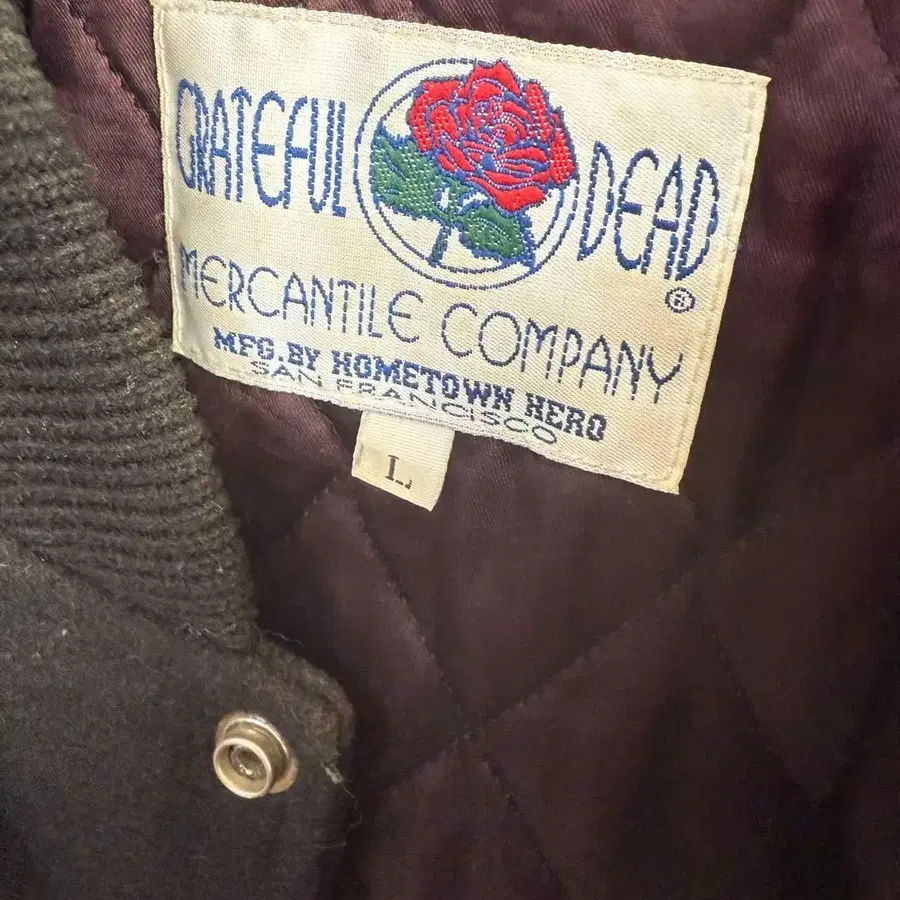 GRATEFUL DEAD ®
MERCANTILE COMPANY
MFG. BY HOMETOWN HERO
SAN FRANCISCO
L